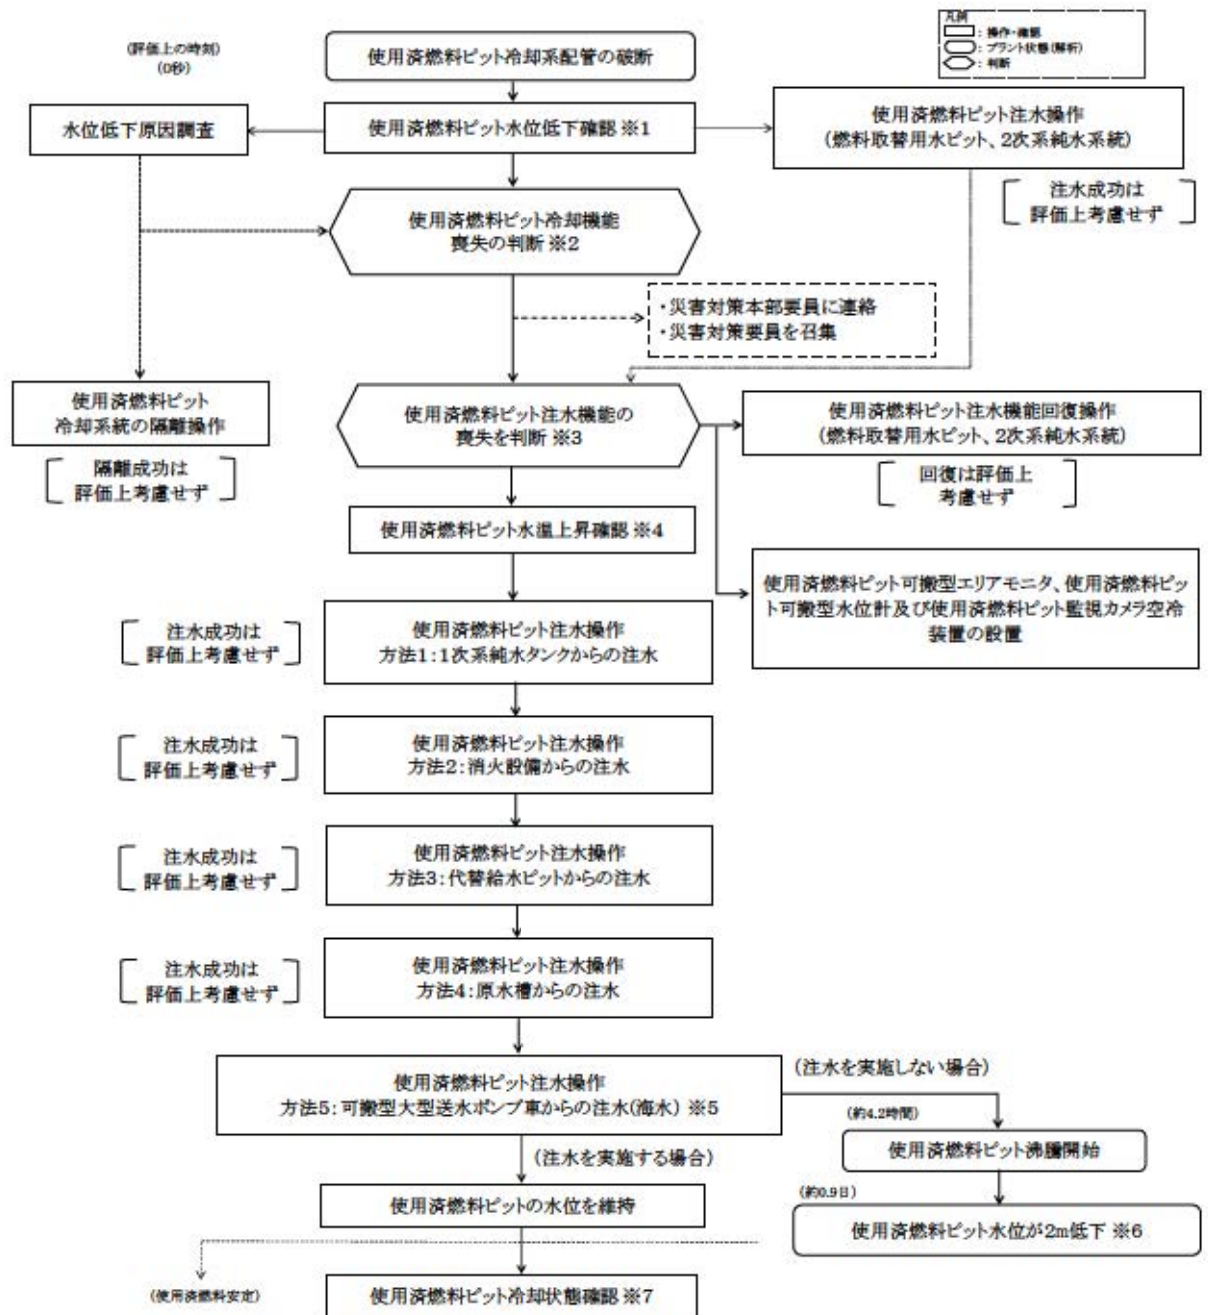 凡例
：操作・確認
：プラント状態(解析)
：判断
(評価上の時刻)
(0秒)
使用済燃料ピット冷却系配管の破断
水位低下原因調査
使用済燃料ピット水位低下確認 ※1
使用済燃料ピット注水操作
(燃料取替用水ピット、2次系純水系統)
注水成功は
評価上考慮せず
使用済燃料ピット冷却機能
喪失の判断 ※2
・災害対策本部要員に連絡
・災害対策要員を召集
使用済燃料ピット
冷却系統の隔離操作
隔離成功は
評価上考慮せず
使用済燃料ピット注水機能の
喪失を判断 ※3
使用済燃料ピット注水機能回復操作
(燃料取替用水ピット、2次系純水系統)
回復は評価上
考慮せず
使用済燃料ピット水温上昇確認 ※4
使用済燃料ピット可搬型エリアモニタ、使用済燃料ピッ
ト可搬型水位計及び使用済燃料ピット監視カメラ空冷
装置の設置
注水成功は
評価上考慮せず
使用済燃料ピット注水操作
方法1：1次系純水タンクからの注水
注水成功は
評価上考慮せず
使用済燃料ピット注水操作
方法2：消火設備からの注水
注水成功は
評価上考慮せず
使用済燃料ピット注水操作
方法3：代替給水ピットからの注水
注水成功は
評価上考慮せず
使用済燃料ピット注水操作
方法4：原水槽からの注水
使用済燃料ピット注水操作
方法5：可搬型大型送水ポンプ車からの注水(海水) ※5
(注水を実施しない場合)
(約4.2時間)
使用済燃料ピット沸騰開始
(注水を実施する場合)
(約0.9日)
使用済燃料ピットの水位を維持
使用済燃料ピット水位が2m低下 ※6
(使用済燃料安定)
使用済燃料ピット冷却状態確認 ※7